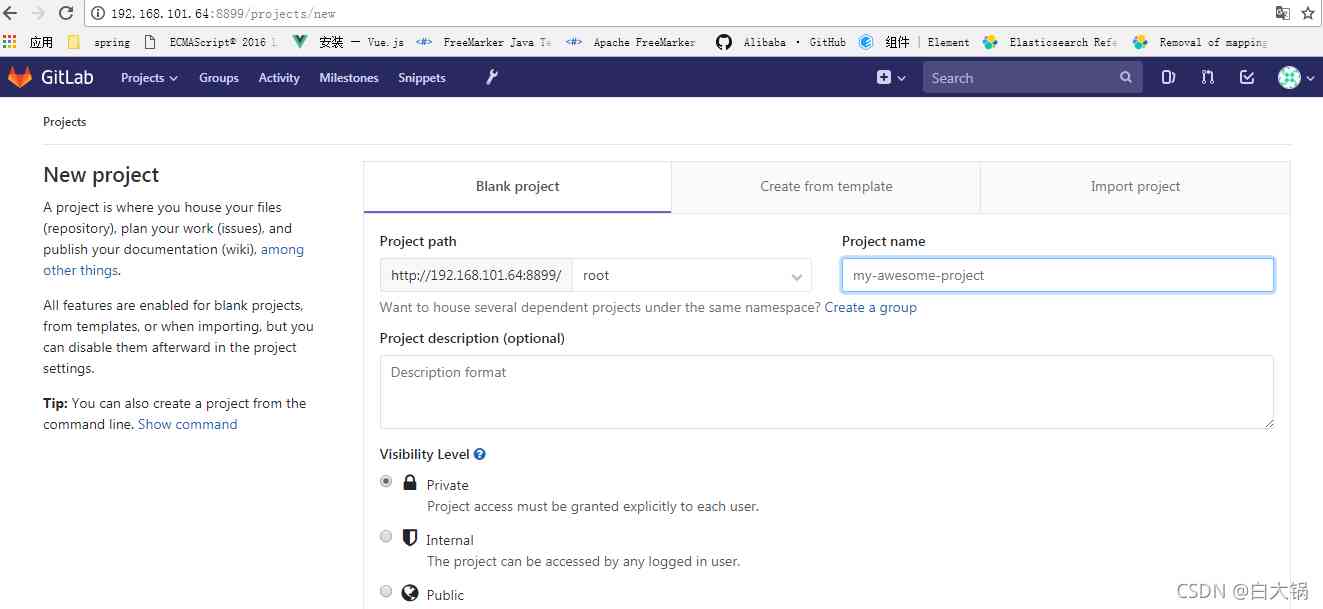 192.168.101.64:8899/projects/new
应用 spring ECMAScript® 2016 安装 — Vue.js FreeMarker Java Te Apache FreeMarker Alibaba · GitHub 组件 | Element Elasticsearch Refe Removal of mapping
GitLab Projects Groups Activity Milestones Snippets Search
Projects
New project
A project is where you house your files
(repository), plan your work (issues), and
publish your documentation (wiki), among
other things.
All features are enabled for blank projects,
from templates, or when importing, but you
can disable them afterward in the project
settings.
Tip: You can also create a project from the
command line. Show command
Blank project Create from template Import project
Project path Project name
http://192.168.101.64:8899/ root my-awesome-project
Want to house several dependent projects under the same namespace? Create a group
Project description (optional)
Description format
Visibility Level
Private
Project access must be granted explicitly to each user.
Internal
The project can be accessed by any logged in user.
Public
CSDN @白大锅